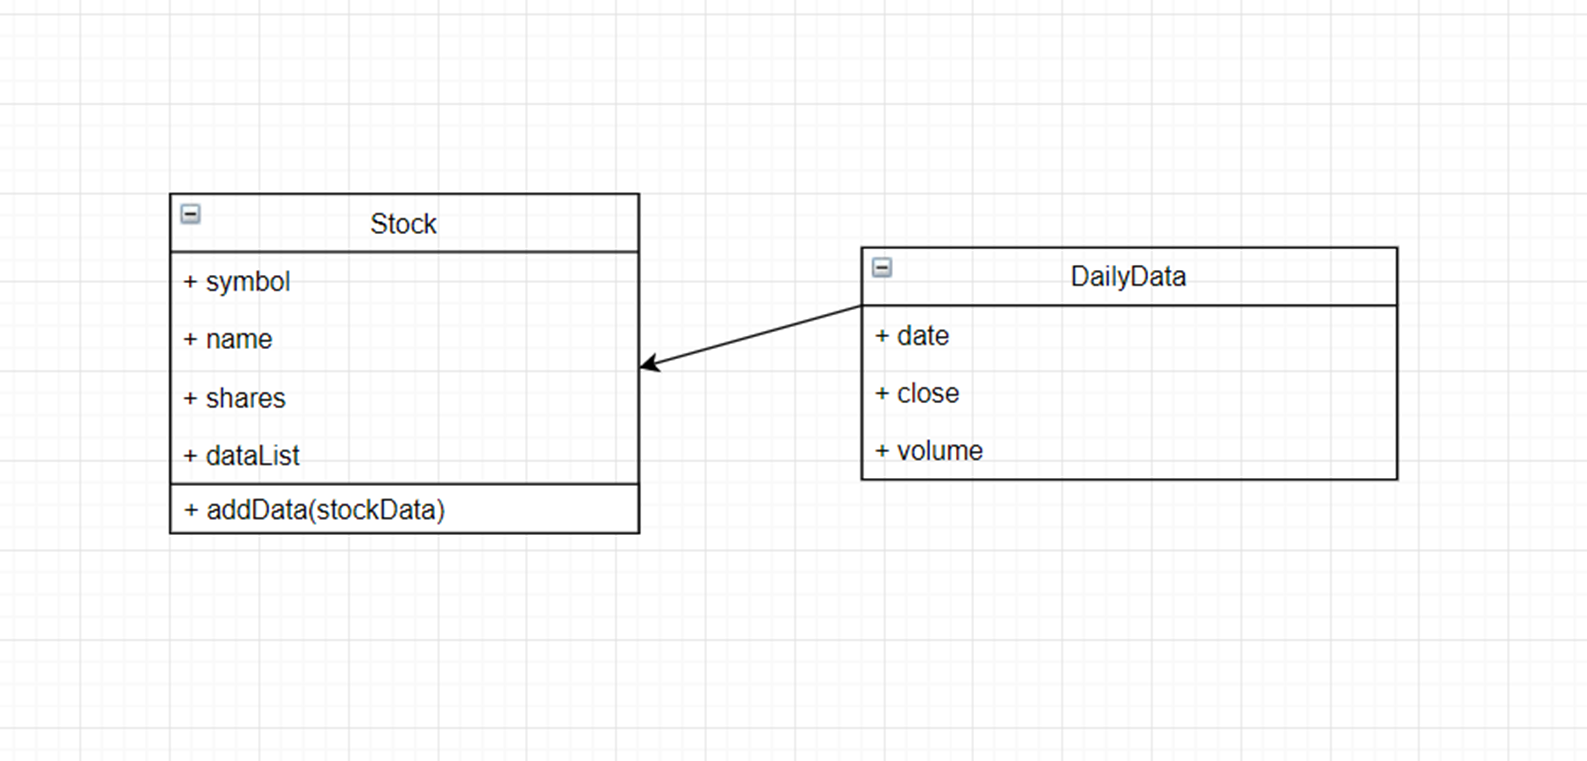 Stock
+ symbol
+ name
+ shares
+ dataList
+ addData(stockData)
DailyData
+ date
+ close
+ volume